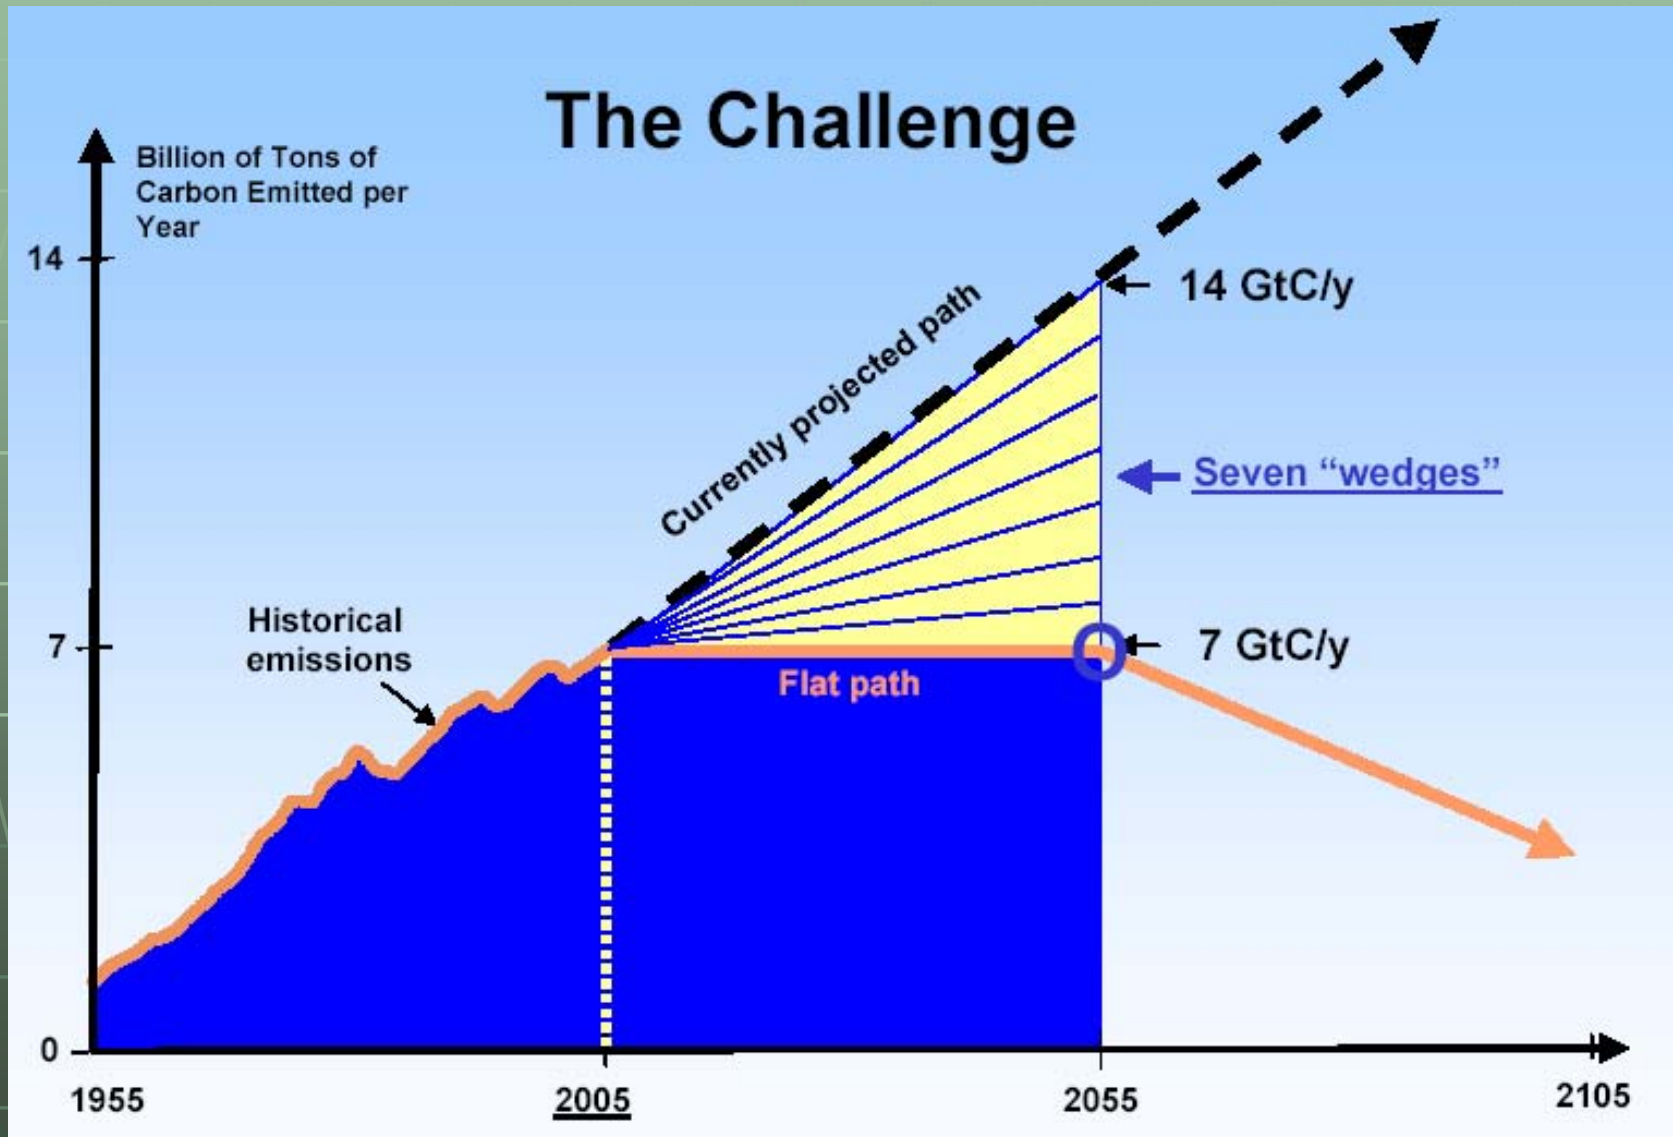 The Challenge
Billion of Tons of
Carbon Emitted per
Year
14
14 GtC/y
Currently projected path
Seven “wedges”
Historical
emissions
7
7 GtC/y
Flat path
0
1955
2005
2055
2105